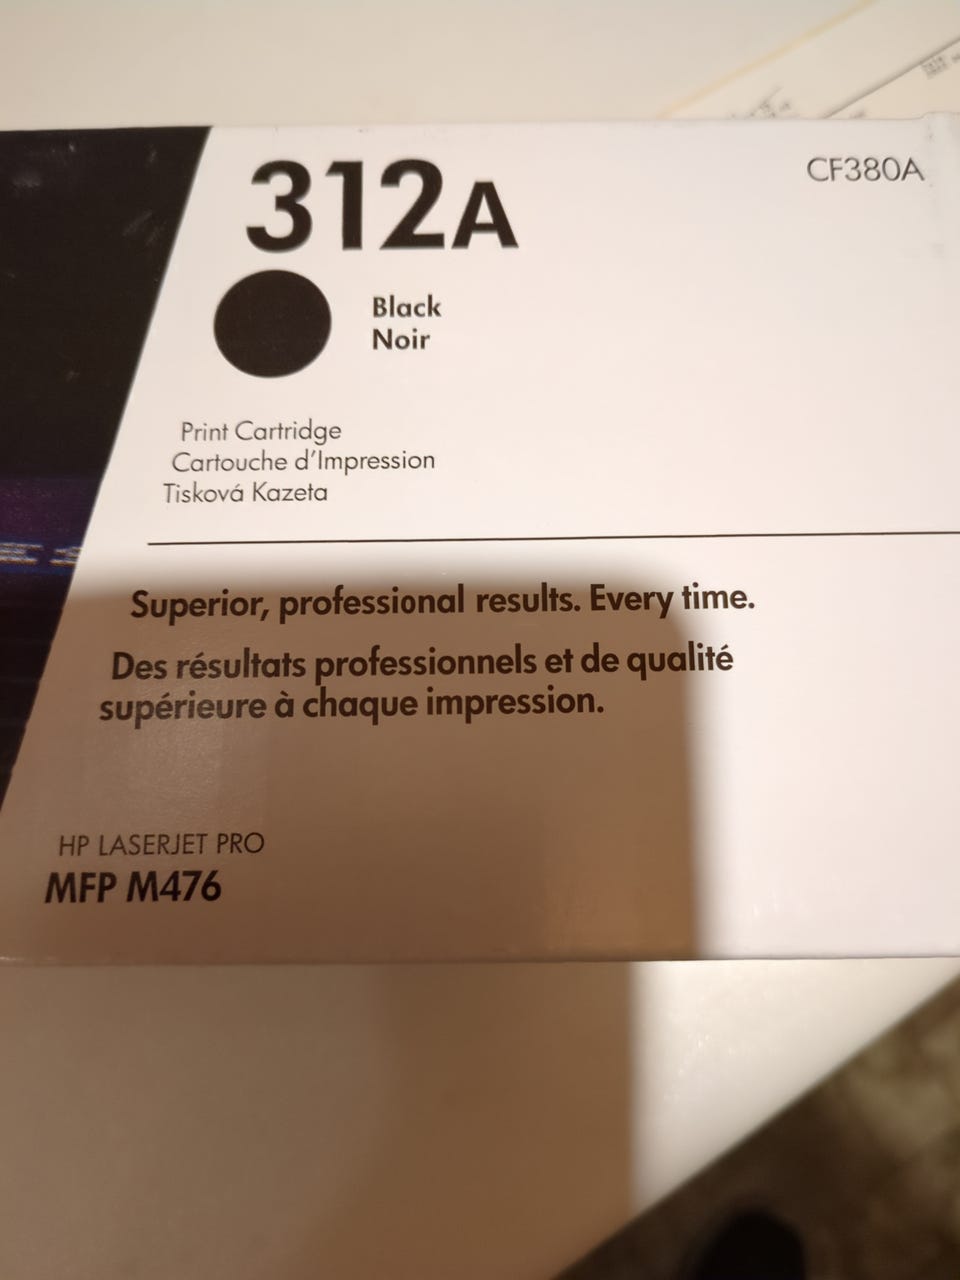 312A
CF380A
Black
Noir
Print Cartridge
Cartouche d'Impression
Tisková Kazeta
Superior, professional results. Every time.
Des résultats professionnels et de qualité
supérieure à chaque impression.
HP LASERJET PRO
MFP M476